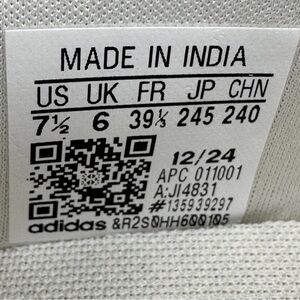 MADE IN INDIA
US UK FR JP CHN
7½ 6 39⅓ 245 240
12/24
APC 011001
A:JI4831
#135939297
adidas &R2S0HH600105